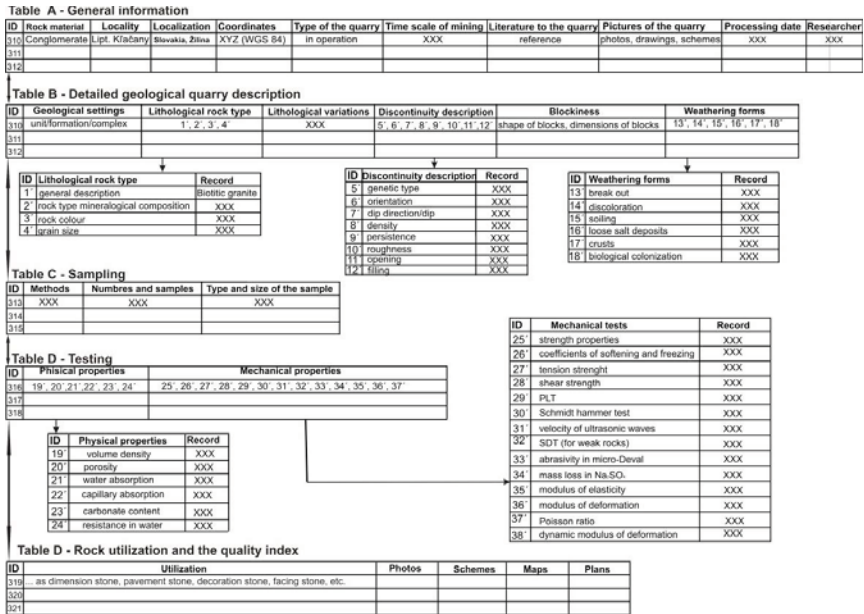 Table A - General information
ID Rock material Locality Localization Coordinates Type of the quarry Time scale of mining Literature to the quarry Pictures of the quarry Processing date Researcher
310 Conglomerate Lipt. Kľačany Slovakia, Žilina XYZ (WGS 84) in operation XXX reference photos, drawings, schemes XXX XXX
311
312
Table B - Detailed geological quarry description
ID Geological settings Lithological rock type Lithological variations Discontinuity description Blockiness Weathering forms
310 unit/formation/complex 1´, 2´, 3´, 4´ XXX 5´, 6´, 7´, 8´, 9´, 10´,11´,12´ shape of blocks, dimensions of blocks 13´, 14´, 15´, 16´, 17´, 18´
311
312
ID Lithological rock type Record
1´ general description Biotitic granite
2´ rock type mineralogical composition XXX
3´ rock colour XXX
4´ grain size XXX
ID Discontinuity description Record
5´ genetic type XXX
6´ orientation XXX
7´ dip direction/dip XXX
8´ density XXX
9´ persistence XXX
10´ roughness XXX
11´ opening XXX
12´ filling XXX
ID Weathering forms Record
13´ break out XXX
14´ discoloration XXX
15´ soiling XXX
16´ loose salt deposits XXX
17´ crusts XXX
18´ biological colonization XXX
Table C - Sampling
ID Methods Numbres and samples Type and size of the sample
313 XXX XXX XXX
314
315
Table D - Testing
ID Phisical properties Mechanical properties
316 19´, 20´,21´,22´, 23´, 24´ 25´, 26´, 27´, 28´, 29´, 30´, 31´, 32´, 33´, 34´, 35´, 36´, 37´
317
318
ID Mechanical tests Record
25´ strength properties XXX
26´ coefficients of softening and freezing XXX
27´ tension strenght XXX
28´ shear strength XXX
29´ PLT XXX
30´ Schmidt hammer test XXX
31´ velocity of ultrasonic waves XXX
32´ SDT (for weak rocks) XXX
33´ abrasivity in micro-Deval XXX
34´ mass loss in Na₂SO₄ XXX
35´ modulus of elasticity XXX
36´ modulus of deformation XXX
37´ Poisson ratio XXX
38´ dynamic modulus of deformation XXX
ID Physical properties Record
19´ volume density XXX
20´ porosity XXX
21´ water absorption XXX
22´ capillary absorption XXX
23´ carbonate content XXX
24´ resistance in water XXX
Table D - Rock utilization and the quality index
ID Utilization Photos Schemes Maps Plans
319 ... as dimension stone, pavement stone, decoration stone, facing stone, etc.
320
321